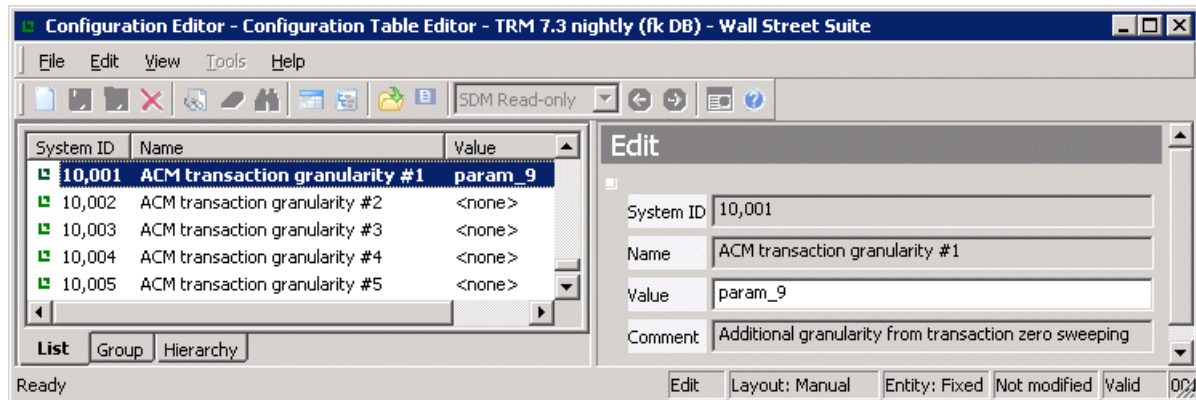 Configuration Editor - Configuration Table Editor - TRM 7.3 nightly (fk DB) - Wall Street Suite
File Edit View Tools Help
SDM Read-only
System ID Name Value
10,001 ACM transaction granularity #1 param_9
10,002 ACM transaction granularity #2 <none>
10,003 ACM transaction granularity #3 <none>
10,004 ACM transaction granularity #4 <none>
10,005 ACM transaction granularity #5 <none>
List Group Hierarchy
Edit
System ID 10,001
Name ACM transaction granularity #1
Value param_9
Comment Additional granularity from transaction zero sweeping
Ready Edit Layout: Manual Entity: Fixed Not modified Valid